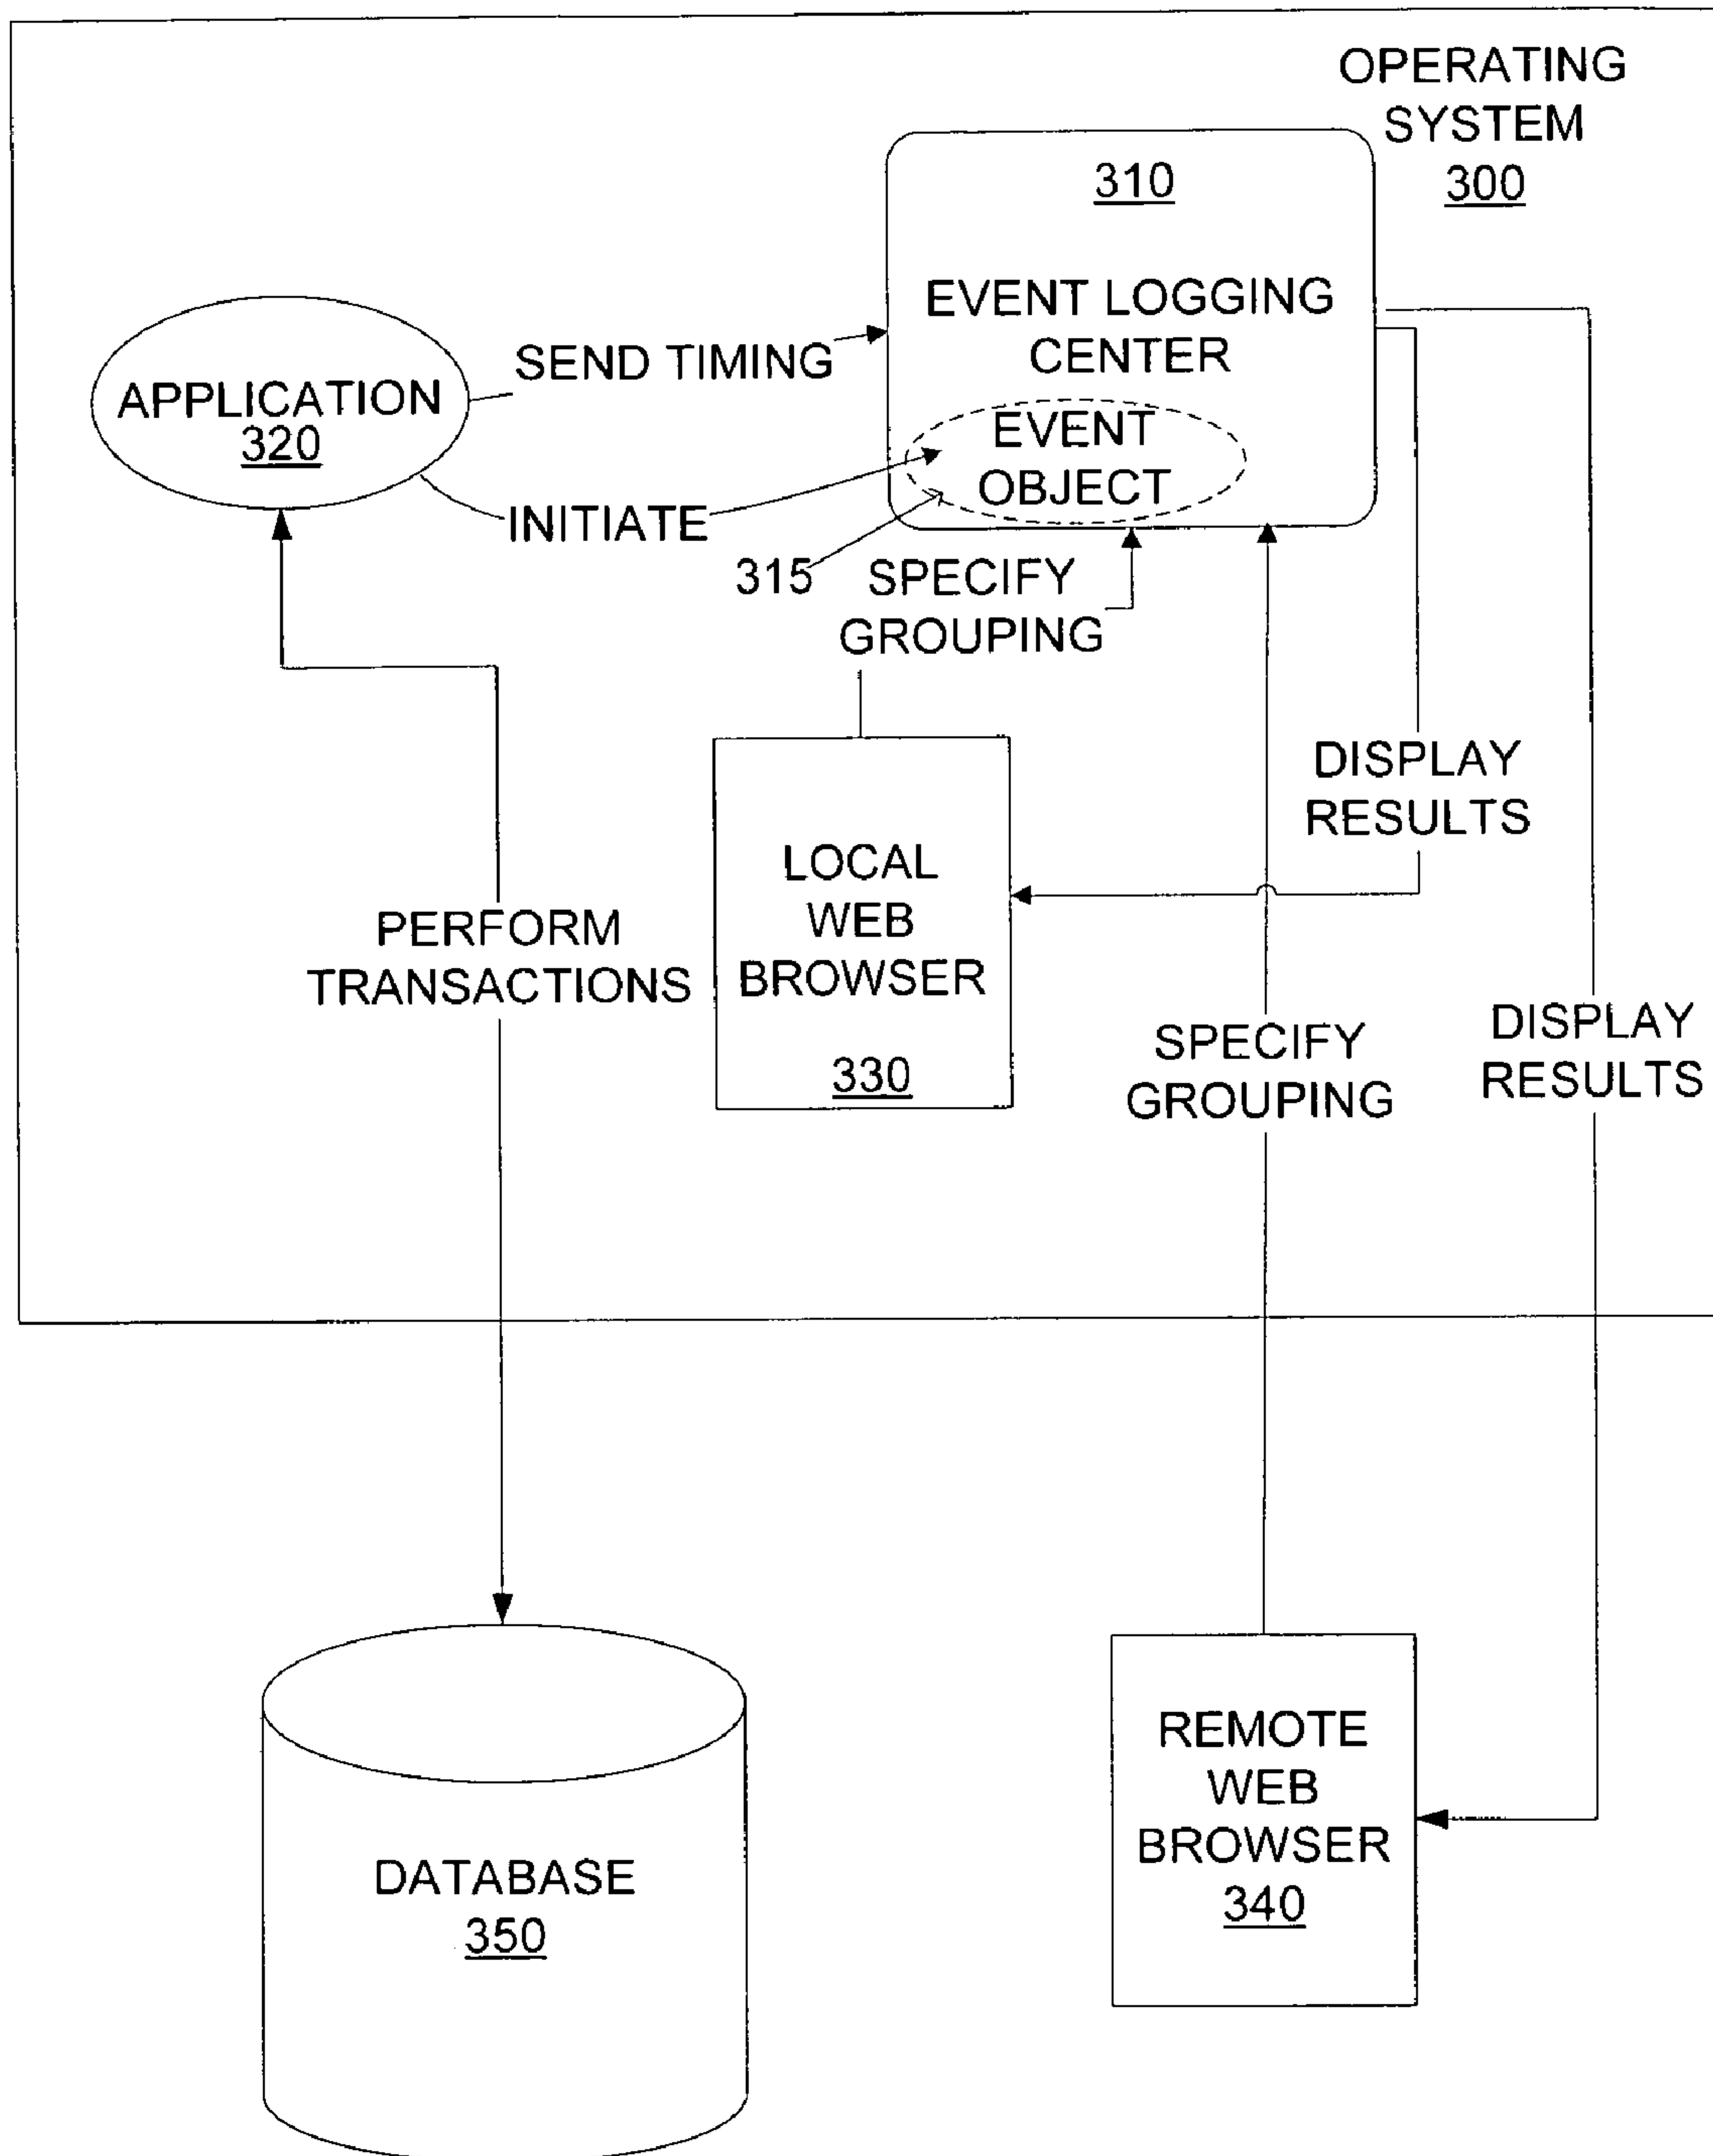 OPERATING
SYSTEM
300
310
EVENT LOGGING
CENTER
EVENT
OBJECT
SEND TIMING
APPLICATION
320
INITIATE
315
SPECIFY
GROUPING
DISPLAY
RESULTS
LOCAL
WEB
BROWSER
330
PERFORM
TRANSACTIONS
SPECIFY
GROUPING
DISPLAY
RESULTS
DATABASE
350
REMOTE
WEB
BROWSER
340